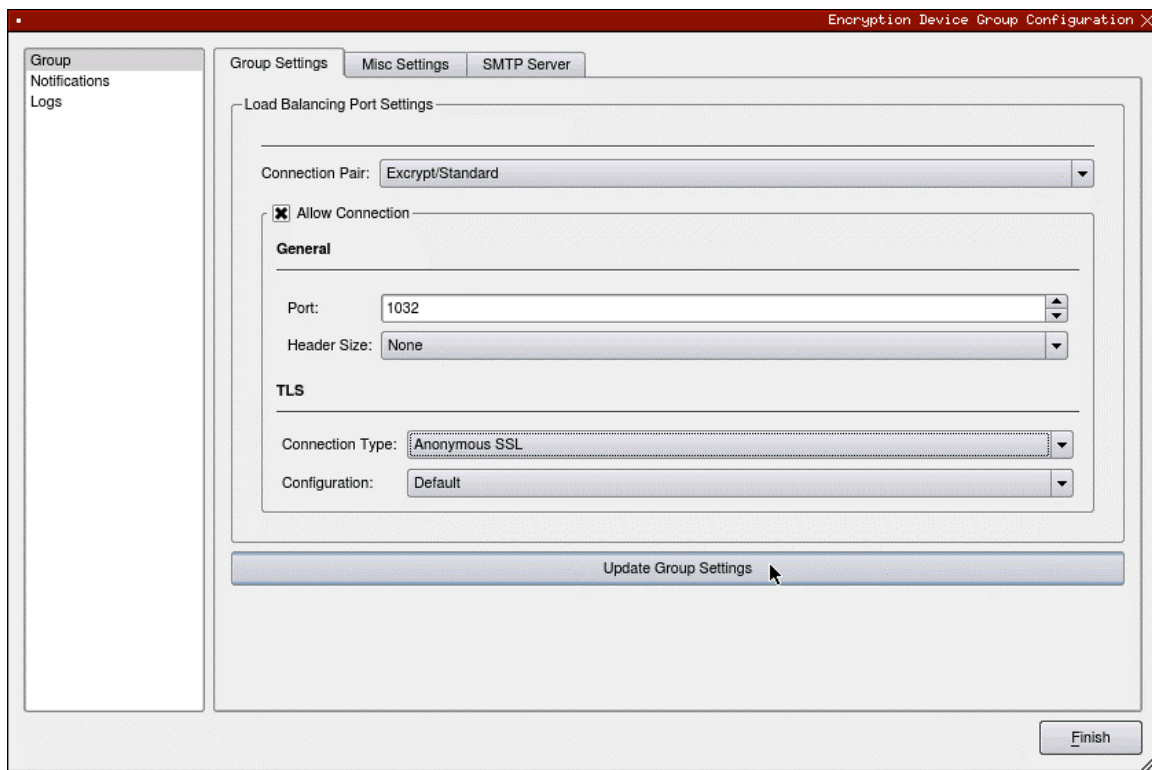 Encryption Device Group Configuration
Group
Notifications
Logs
Group Settings
Misc Settings
SMTP Server
Load Balancing Port Settings
Connection Pair: Excrypt/Standard
Allow Connection
General
Port: 1032
Header Size: None
TLS
Connection Type: Anonymous SSL
Configuration: Default
Update Group Settings
Finish